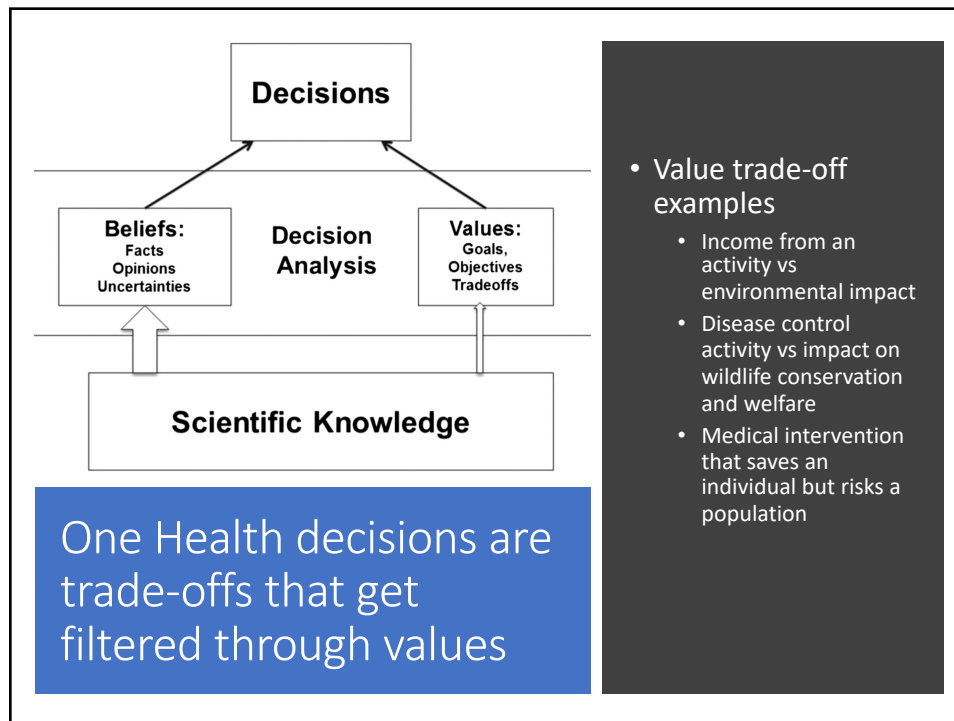 Decisions
Beliefs:
Facts
Opinions
Uncertainties
Decision
Analysis
Values:
Goals,
Objectives
Tradeoffs
Scientific Knowledge
One Health decisions are
trade-offs that get
filtered through values
• Value trade-off
examples
• Income from an
activity vs
environmental impact
• Disease control
activity vs impact on
wildlife conservation
and welfare
• Medical intervention
that saves an
individual but risks a
population